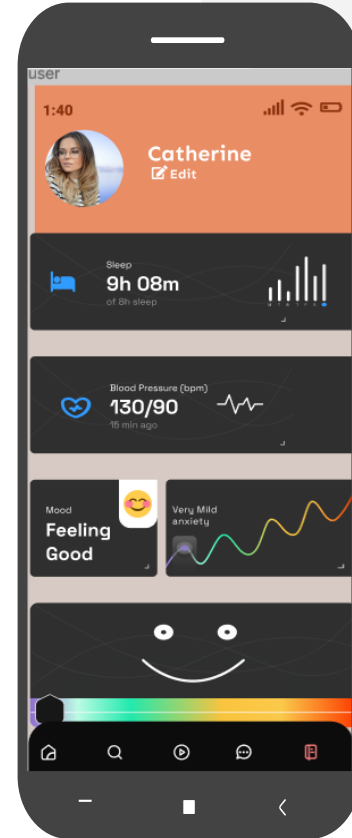 user
1:40
Catherine
Edit
Sleep
9h 08m
of 8h sleep
Blood Pressure (bpm)
130/90
15 min ago
Mood
Feeling
Good
Very Mild
anxiety